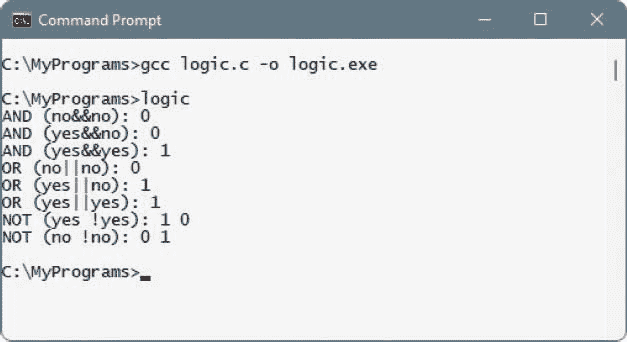 Command Prompt
C:\MyPrograms>gcc logic.c -o logic.exe
C:\MyPrograms>logic
AND (no&&no): 0
AND (yes&&no): 0
AND (yes&&yes): 1
OR (no||no): 0
OR (yes||no): 1
OR (yes||yes): 1
NOT (yes !yes): 1 0
NOT (no !no): 0 1
C:\MyPrograms>_